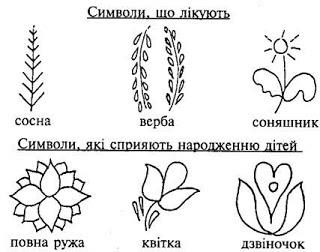 Символи, що лікують
сосна верба соняшник
Символи, які сприяють народженню дітей
повна ружа квітка дзвіночок